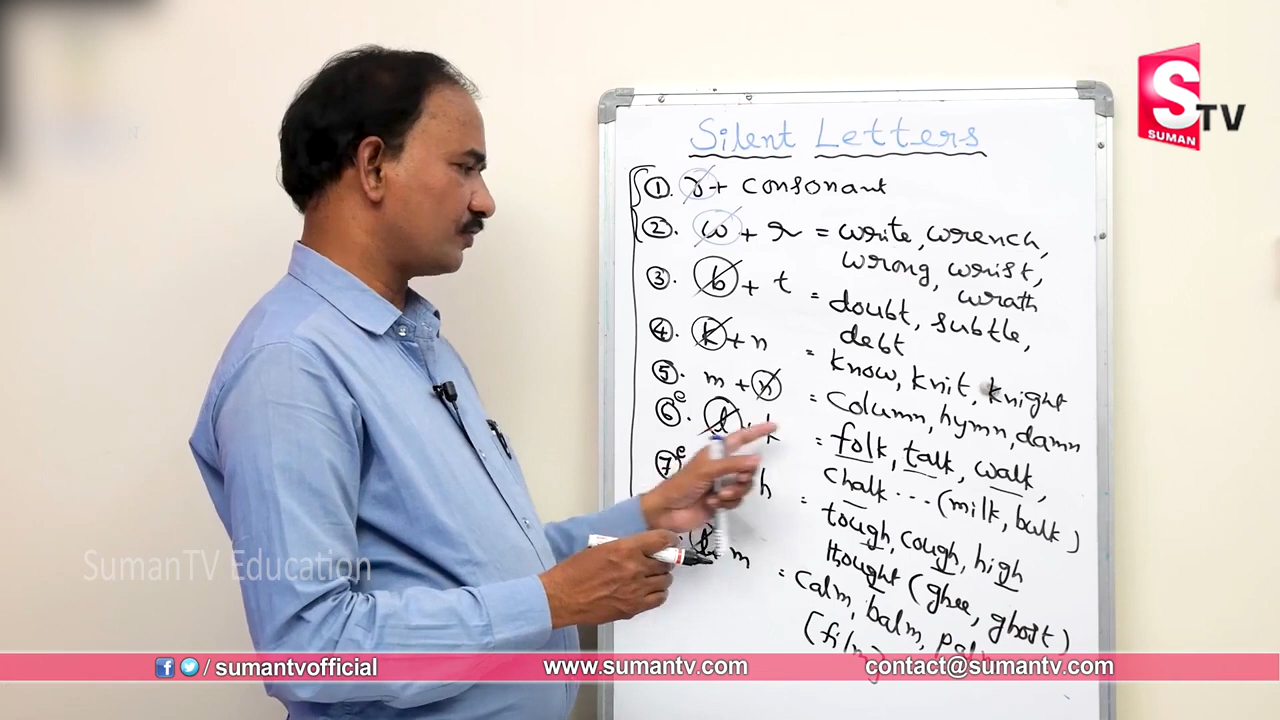 S TV
SUMAN
Silent Letters
① . r + consonant
② . w + r = write, wrench,
wrong, wrist,
wrath
③ . b + t = doubt, subtle,
debt
④ . k + n = know, knit, knight
⑤ . m + n = column, hymn, damn
⑥ . l + k = folk, talk, walk,
chalk ... (milk, bulk)
⑦ h = tough, cough, high
thought (ghee, ghost)
l m = calm, balm,
(film)
SumanTV Education
/ sumantvofficial
www.sumantv.com
contact@sumantv.com